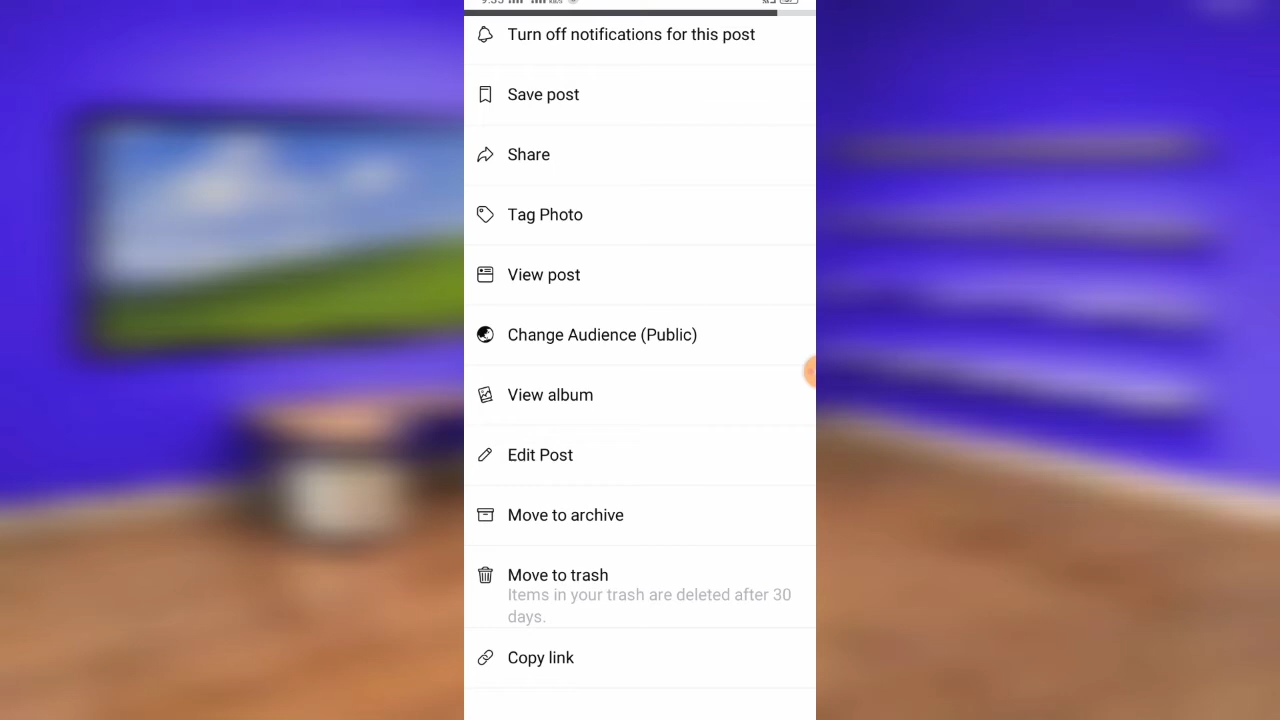 Turn off notifications for this post
Save post
Share
Tag Photo
View post
Change Audience (Public)
View album
Edit Post
Move to archive
Move to trash
Items in your trash are deleted after 30
days.
Copy link